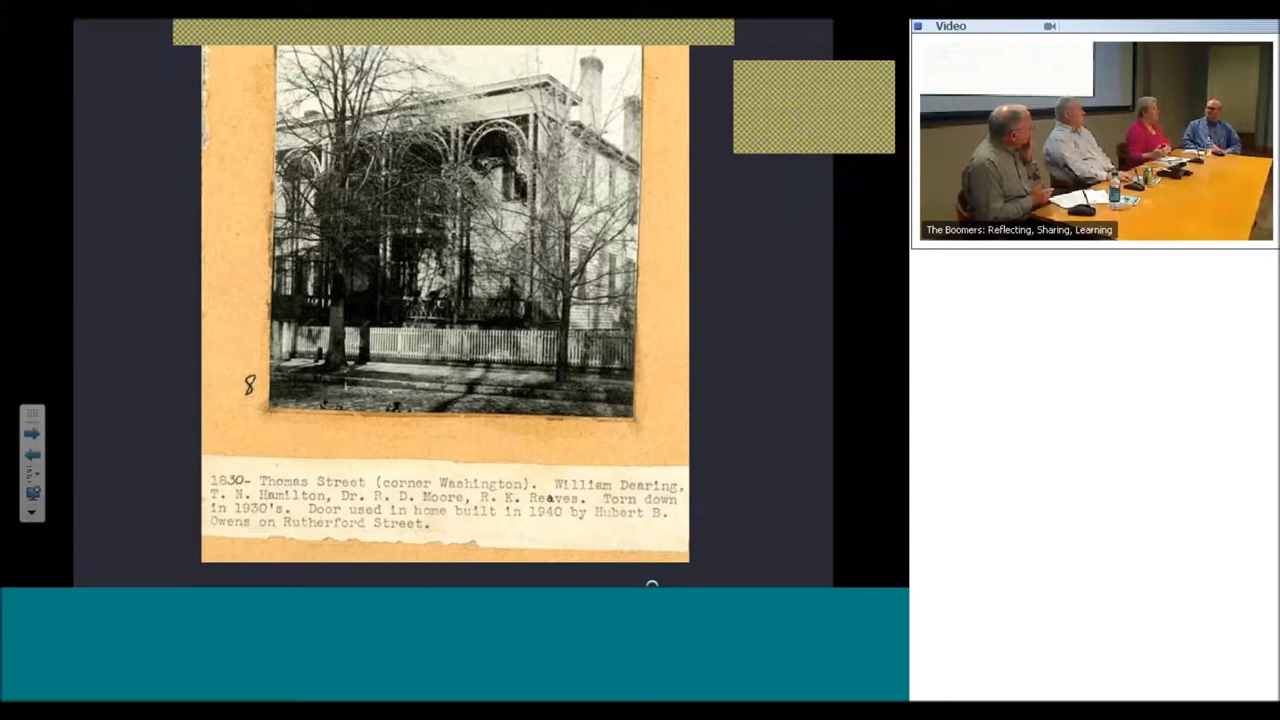 Video
The Boomers: Reflecting, Sharing, Learning
8
1830- Thomas Street (corner Washington). William Dearing,
T. N. Hamilton, Dr. R. D. Moore, R. K. Reaves. Torn down
in 1930's. Door used in home built in 1940 by Hubert B.
Owens on Rutherford Street.